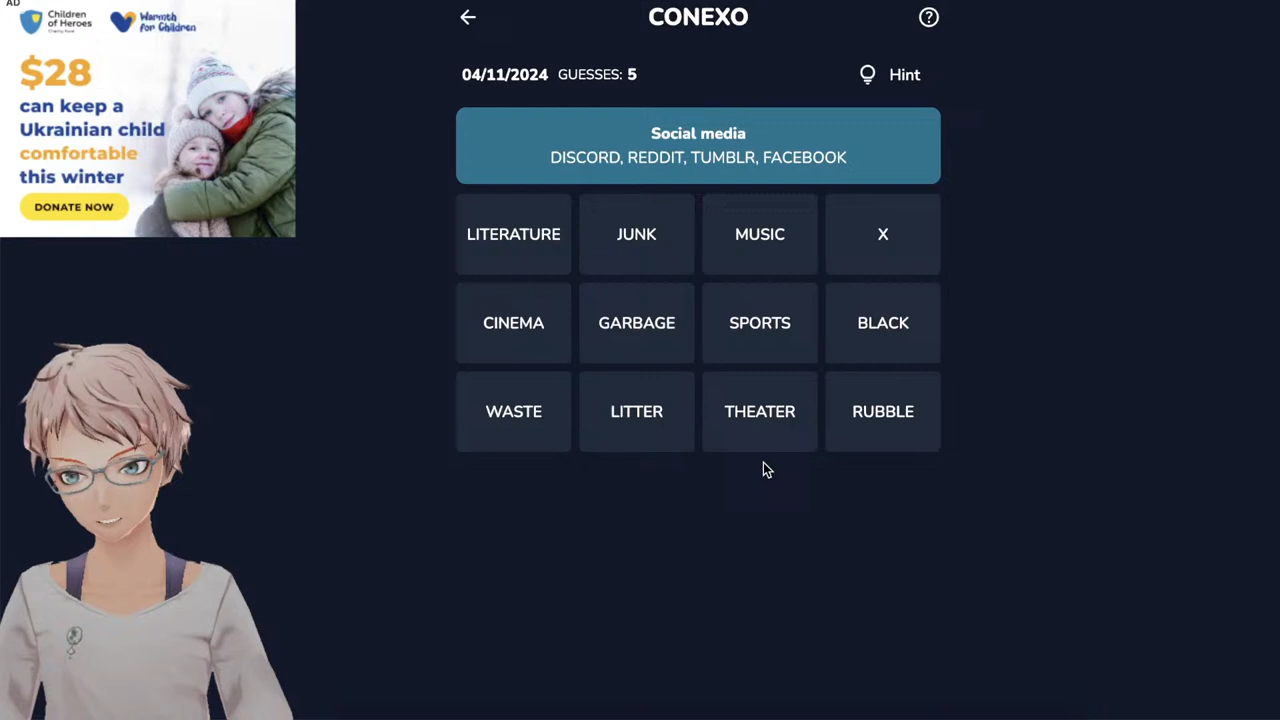 AD
Children
of Heroes
Charity Fund
Warmth
for Children
$28
can keep a
Ukrainian child
comfortable
this winter
DONATE NOW
CONEXO
?
04/11/2024 GUESSES: 5
Hint
Social media
DISCORD, REDDIT, TUMBLR, FACEBOOK
LITERATURE JUNK MUSIC X
CINEMA GARBAGE SPORTS BLACK
WASTE LITTER THEATER RUBBLE